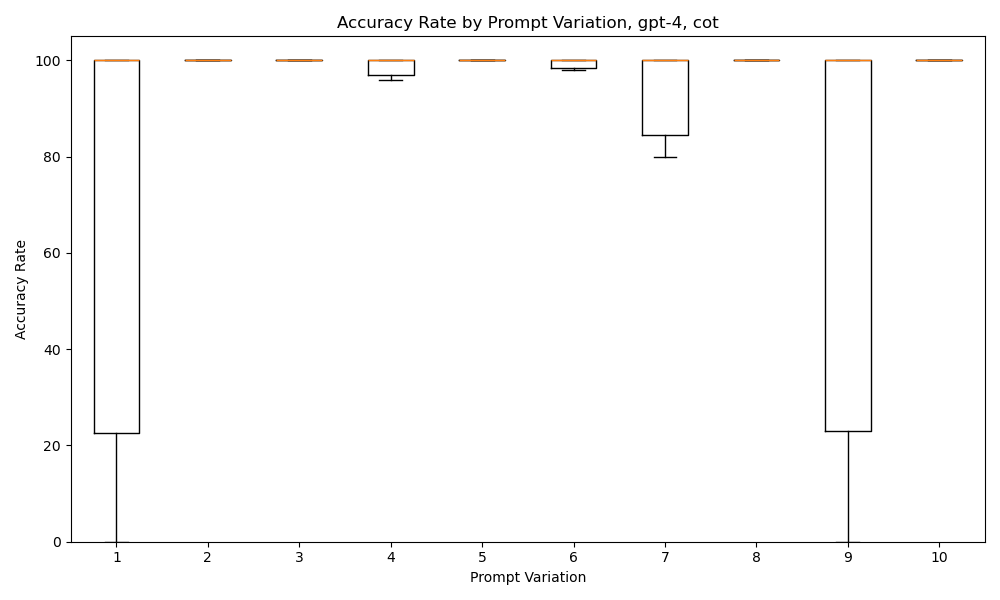 Accuracy Rate by Prompt Variation, gpt-4, cot
100
80
60
40
20
0
Accuracy Rate
1 2 3 4 5 6 7 8 9 10
Prompt Variation